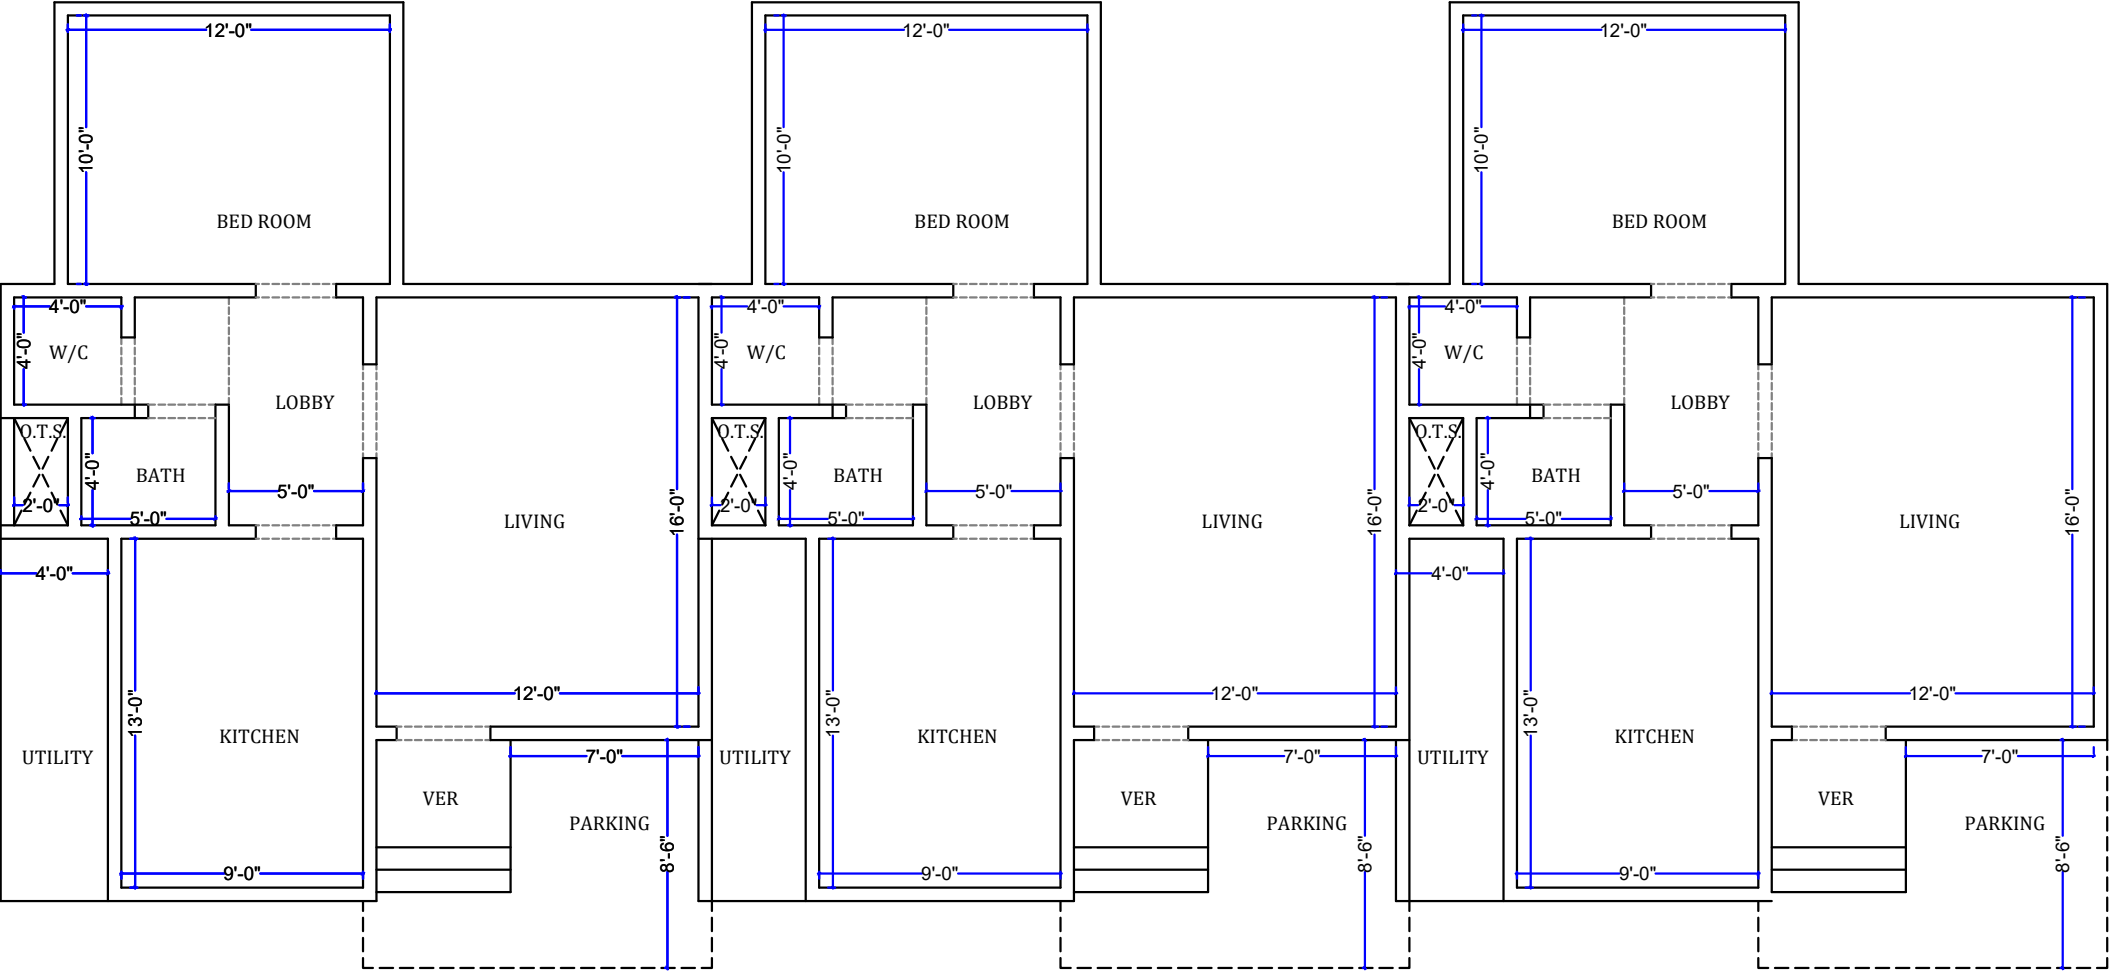 12'-0" 12'-0" 12'-0"
10'-0" 10'-0" 10'-0"
BED ROOM BED ROOM BED ROOM
4'-0" 4'-0" 4'-0"
4'-0" W/C 4'-0" W/C 4'-0" W/C
LOBBY LOBBY LOBBY
O.T.S. O.T.S. O.T.S.
4'-0" BATH 4'-0" BATH 4'-0" BATH
5'-0" 5'-0" 5'-0"
2'-0" 2'-0" 2'-0"
5'-0" 5'-0" 5'-0"
LIVING 16'-0" LIVING 16'-0" LIVING 16'-0"
4'-0" 4'-0"
12'-0" 12'-0" 12'-0"
13'-0" 13'-0" 13'-0"
KITCHEN KITCHEN KITCHEN
UTILITY 7'-0" UTILITY 7'-0" UTILITY 7'-0"
VER VER VER
PARKING PARKING PARKING
8'-6" 8'-6" 8'-6"
9'-0" 9'-0" 9'-0"